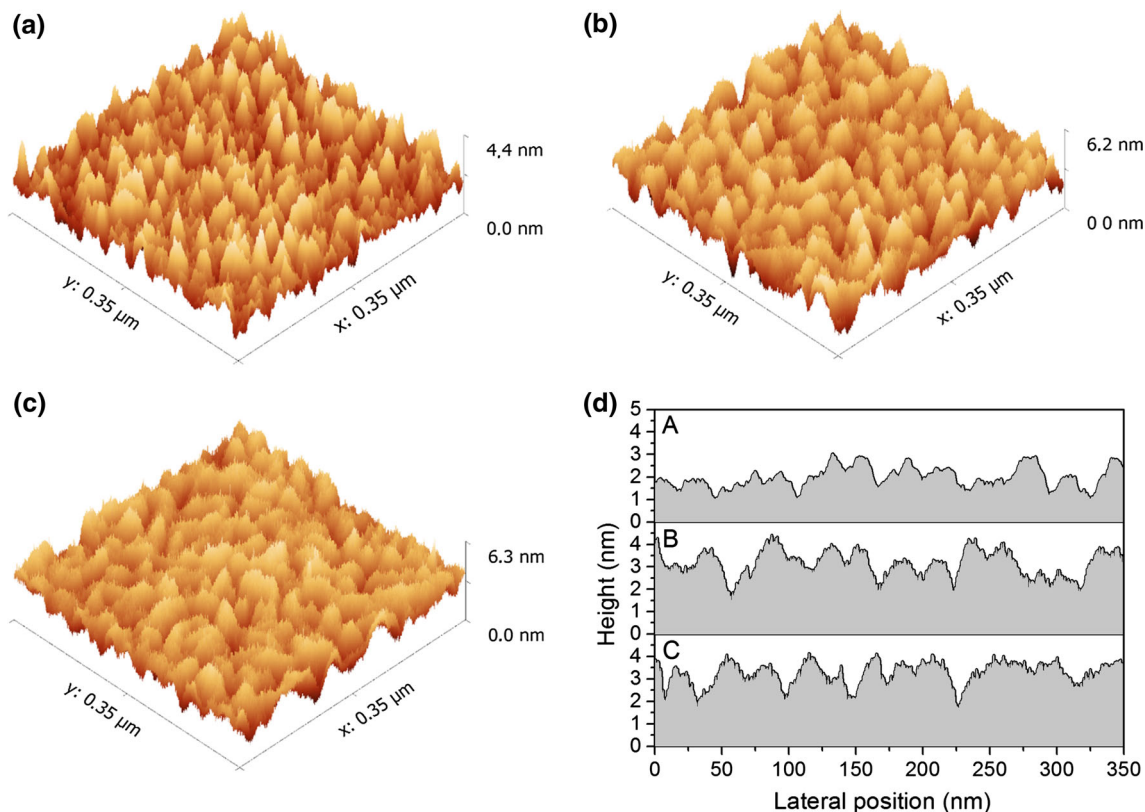 (a)
4,4 nm
0.0 nm
y: 0.35 µm
x: 0.35 µm
(b)
6.2 nm
0 0 nm
y: 0.35 µm
x: 0.35 µm
(c)
6.3 nm
0.0 nm
y: 0.35 µm
x: 0.35 µm
(d)
Height (nm)
5
4
3
2
1
0
A
4
3
2
1
0
B
4
3
2
1
0
C
0 50 100 150 200 250 300 350
Lateral position (nm)